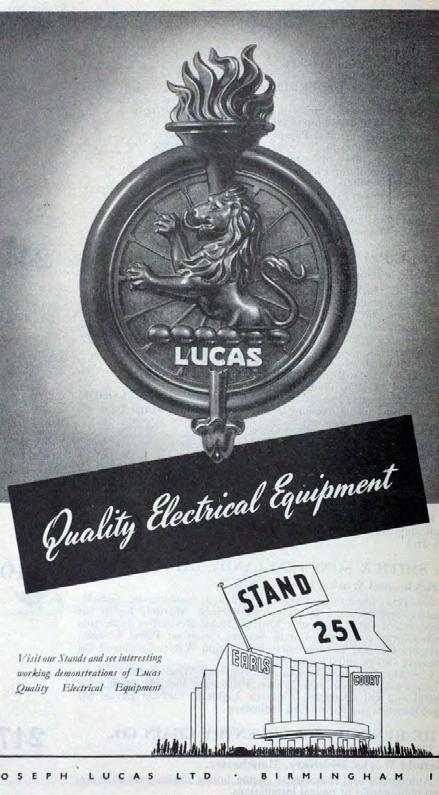 LUCAS
Quality Electrical Equipment
STAND
251
Visit our Stands and see interesting
working demonstrations of Lucas
Quality Electrical Equipment
EARLS
COURT
OSEPH LUCAS LTD · BIRMINGHAM 1